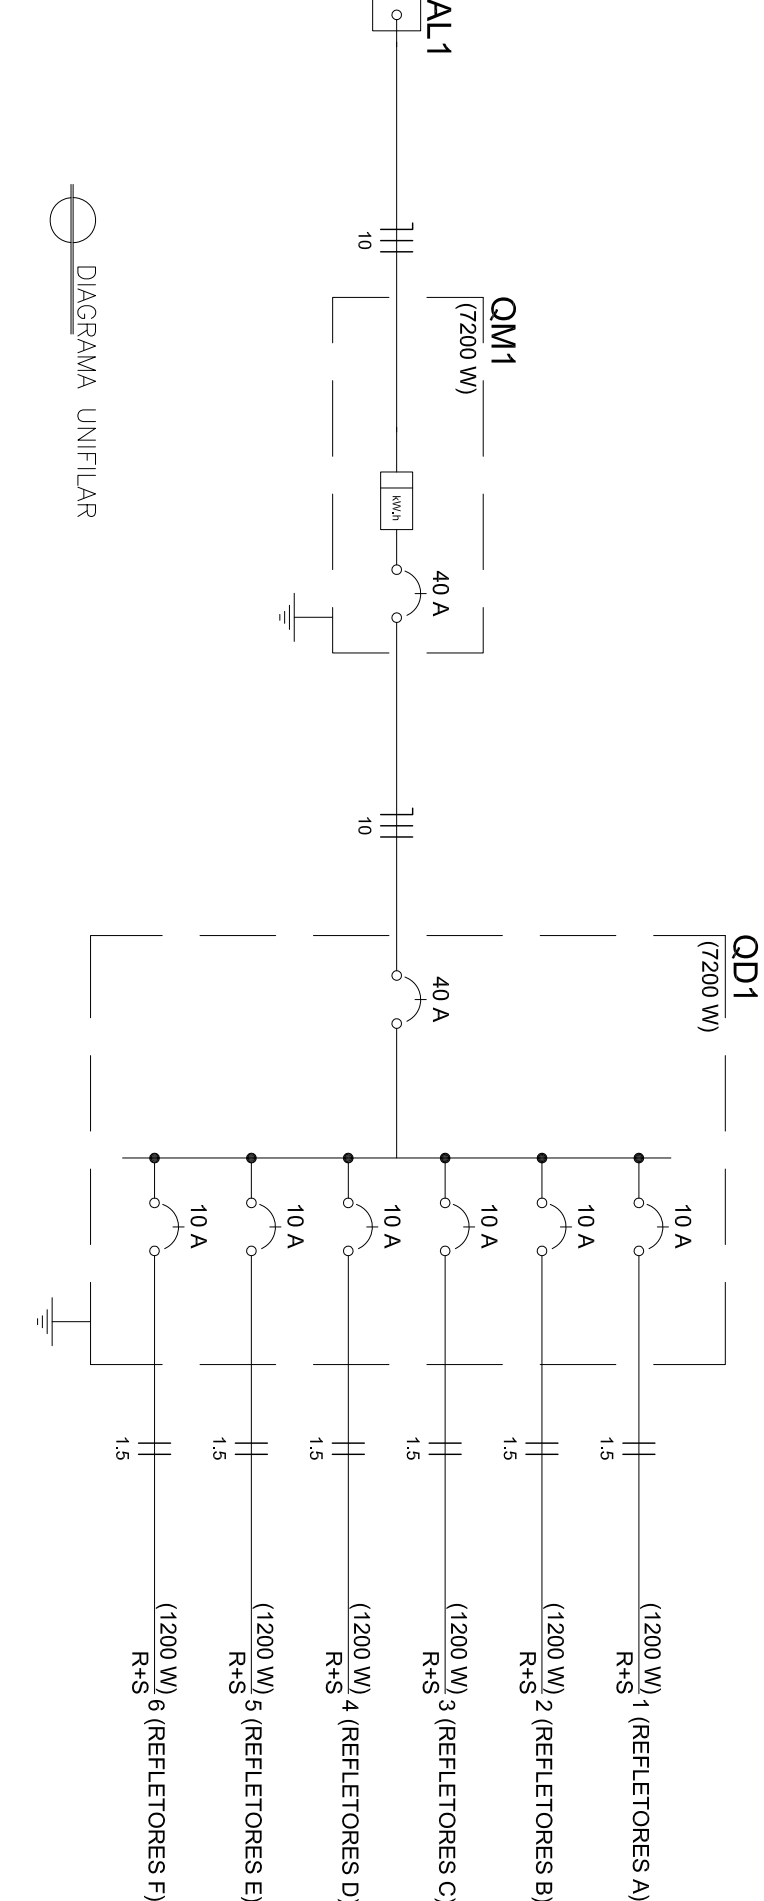 AL1
10
QM1
(7200 W)
kW.h
40 A
10
QD1
(7200 W)
40 A
10 A
1.5
(1200 W)
R+S
1 (REFLETORES A)
10 A
1.5
(1200 W)
R+S
2 (REFLETORES B)
10 A
1.5
(1200 W)
R+S
3 (REFLETORES C)
10 A
1.5
(1200 W)
R+S
4 (REFLETORES D)
10 A
1.5
(1200 W)
R+S
5 (REFLETORES E)
10 A
1.5
(1200 W)
R+S
6 (REFLETORES F)
DIAGRAMA UNIFILAR